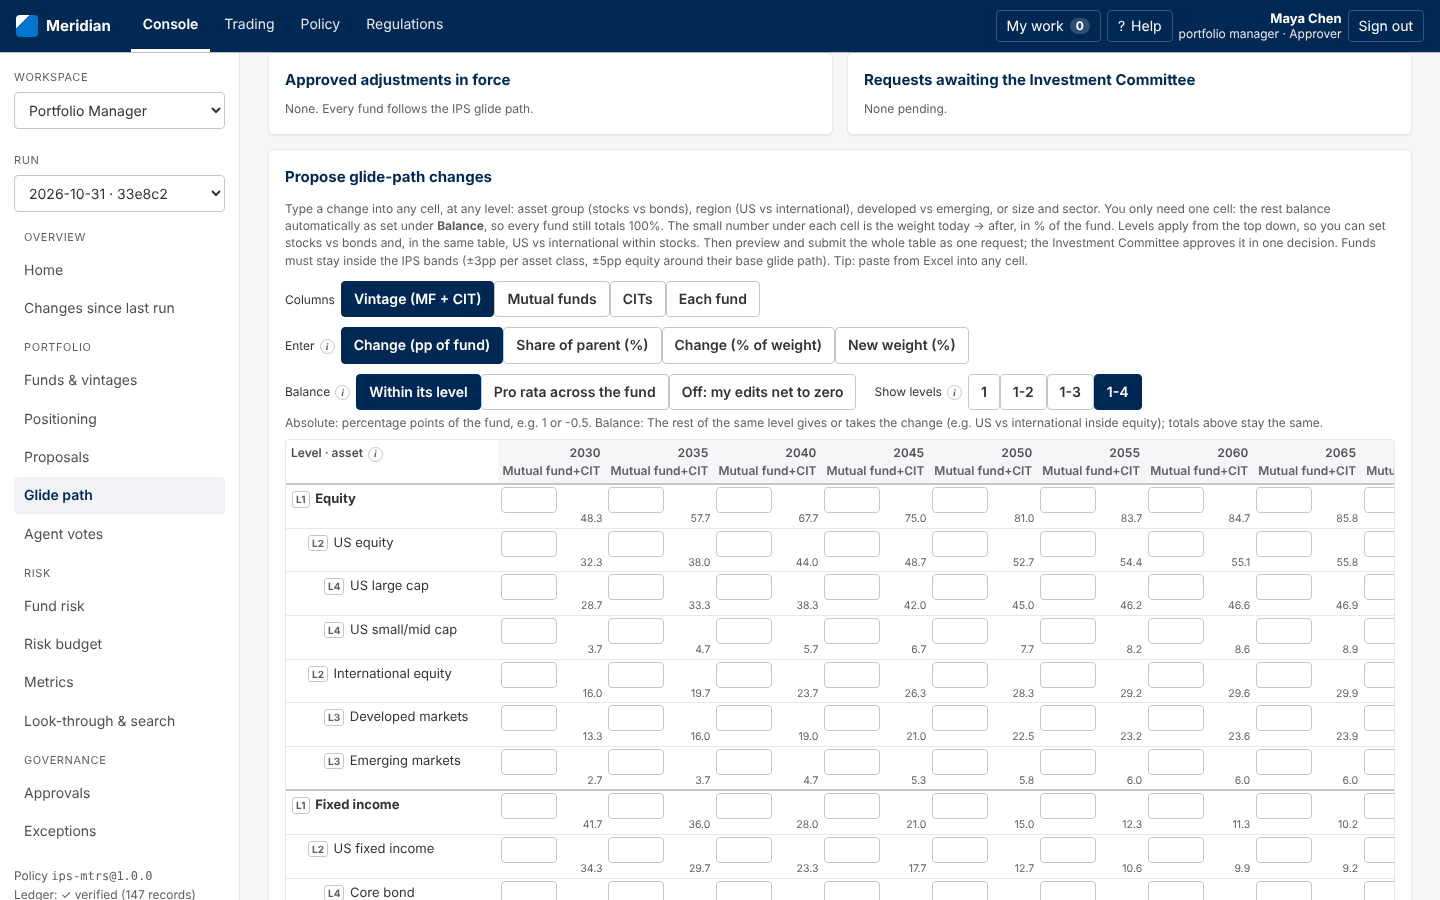 Meridian
Console
Trading
Policy
Regulations
My work 0
? Help
Maya Chen
portfolio manager · Approver
Sign out
WORKSPACE
Portfolio Manager
RUN
2026-10-31 · 33e8c2
OVERVIEW
Home
Changes since last run
PORTFOLIO
Funds & vintages
Positioning
Proposals
Glide path
Agent votes
RISK
Fund risk
Risk budget
Metrics
Look-through & search
GOVERNANCE
Approvals
Exceptions
Policy ips-mtrs@1.0.0
Ledger: ✓ verified (147 records)
Approved adjustments in force
None. Every fund follows the IPS glide path.
Requests awaiting the Investment Committee
None pending.
Propose glide-path changes
Type a change into any cell, at any level: asset group (stocks vs bonds), region (US vs international), developed vs emerging, or size and sector. You only need one cell: the rest balance
automatically as set under Balance, so every fund still totals 100%. The small number under each cell is the weight today → after, in % of the fund. Levels apply from the top down, so you can set
stocks vs bonds and, in the same table, US vs international within stocks. Then preview and submit the whole table as one request; the Investment Committee approves it in one decision. Funds
must stay inside the IPS bands (±3pp per asset class, ±5pp equity around their base glide path). Tip: paste from Excel into any cell.
Columns Vintage (MF + CIT) Mutual funds CITs Each fund
Enter i Change (pp of fund) Share of parent (%) Change (% of weight) New weight (%)
Balance i Within its level Pro rata across the fund Off: my edits net to zero Show levels i 1 1-2 1-3 1-4
Absolute: percentage points of the fund, e.g. 1 or -0.5. Balance: The rest of the same level gives or takes the change (e.g. US vs international inside equity); totals above stay the same.
Level · asset i 2030 2035 2040 2045 2050 2055 2060 2065
Mutual fund+CIT Mutual fund+CIT Mutual fund+CIT Mutual fund+CIT Mutual fund+CIT Mutual fund+CIT Mutual fund+CIT Mutual fund+CIT Mutu
L1 Equity
48.3 57.7 67.7 75.0 81.0 83.7 84.7 85.8
L2 US equity
32.3 38.0 44.0 48.7 52.7 54.4 55.1 55.8
L4 US large cap
28.7 33.3 38.3 42.0 45.0 46.2 46.6 46.9
L4 US small/mid cap
3.7 4.7 5.7 6.7 7.7 8.2 8.6 8.9
L2 International equity
16.0 19.7 23.7 26.3 28.3 29.2 29.6 29.9
L3 Developed markets
13.3 16.0 19.0 21.0 22.5 23.2 23.6 23.9
L3 Emerging markets
2.7 3.7 4.7 5.3 5.8 6.0 6.0 6.0
L1 Fixed income
41.7 36.0 28.0 21.0 15.0 12.3 11.3 10.2
L2 US fixed income
34.3 29.7 23.3 17.7 12.7 10.6 9.9 9.2
L4 Core bond